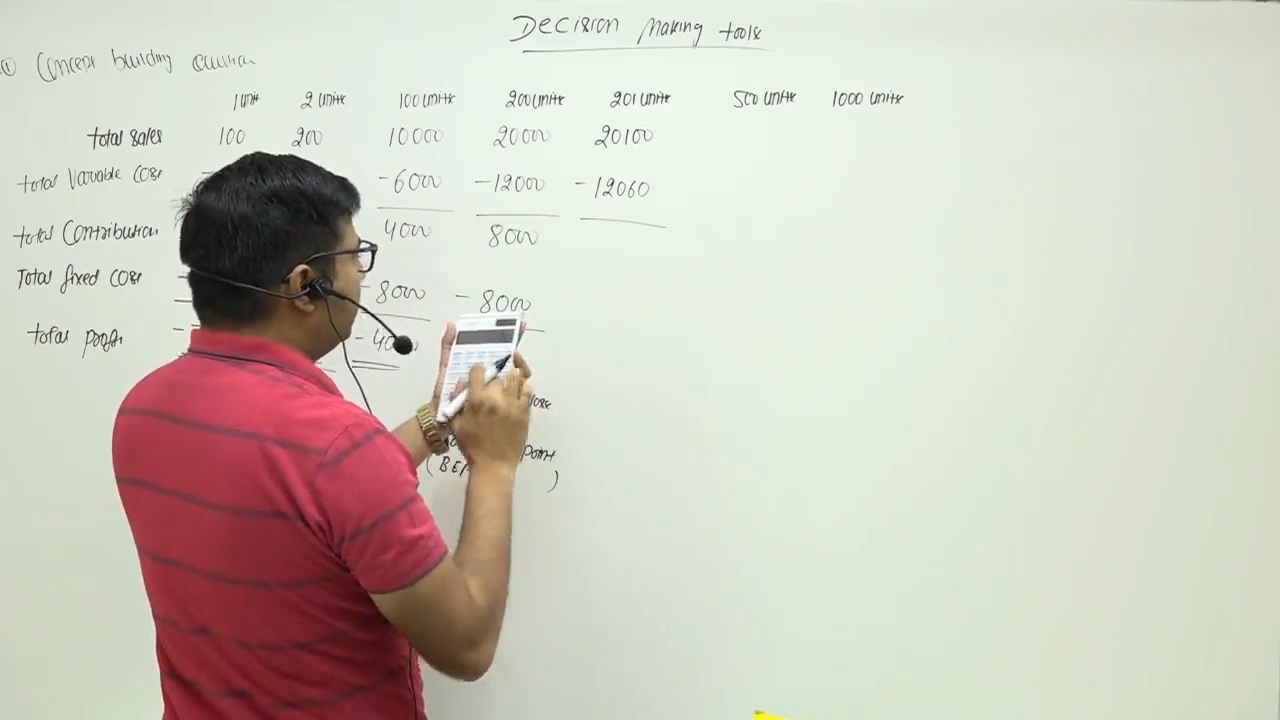 Decision Making tools
① Concept building
1 unit 2 units 100 units 200 units 201 units 500 units 1000 units
total sales 100 200 10000 20000 20100
total Variable cost -6000 -12000 -12060
total Contribution 4000 8000
Total fixed cost 8000 - 8000
total profit
loss
point
(BEP
)